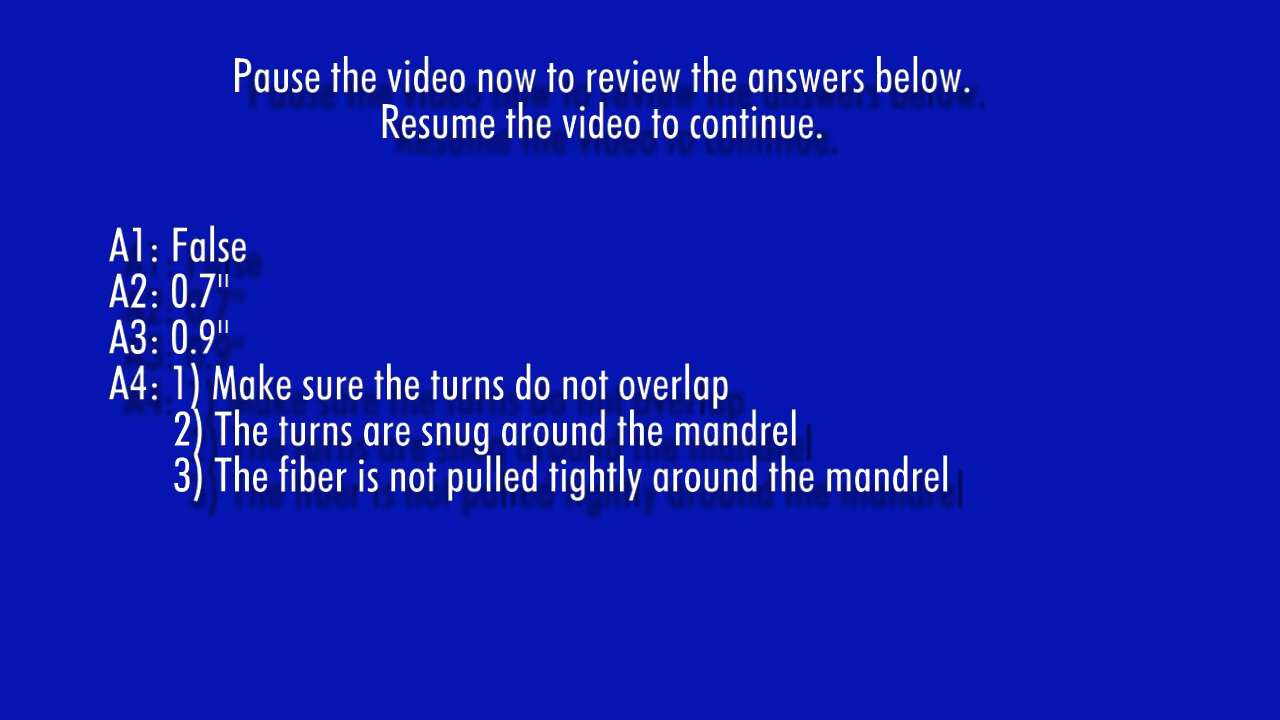 Pause the video now to review the answers below.
Resume the video to continue.
A1: False
A2: 0.7"
A3: 0.9"
A4: 1) Make sure the turns do not overlap
2) The turns are snug around the mandrel
3) The fiber is not pulled tightly around the mandrel